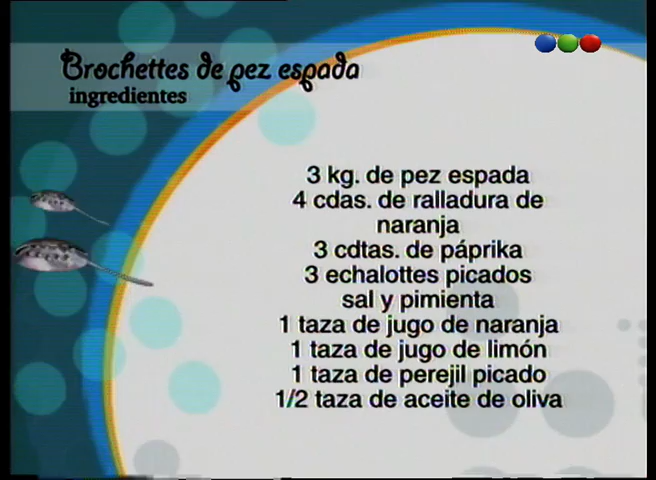 Brochettes de pez espada
ingredientes
3 kg. de pez espada
4 cdas. de ralladura de
naranja
3 cdtas. de páprika
3 echalottes picados
sal y pimienta
1 taza de jugo de naranja
1 taza de jugo de limón
1 taza de perejil picado
1/2 taza de aceite de oliva